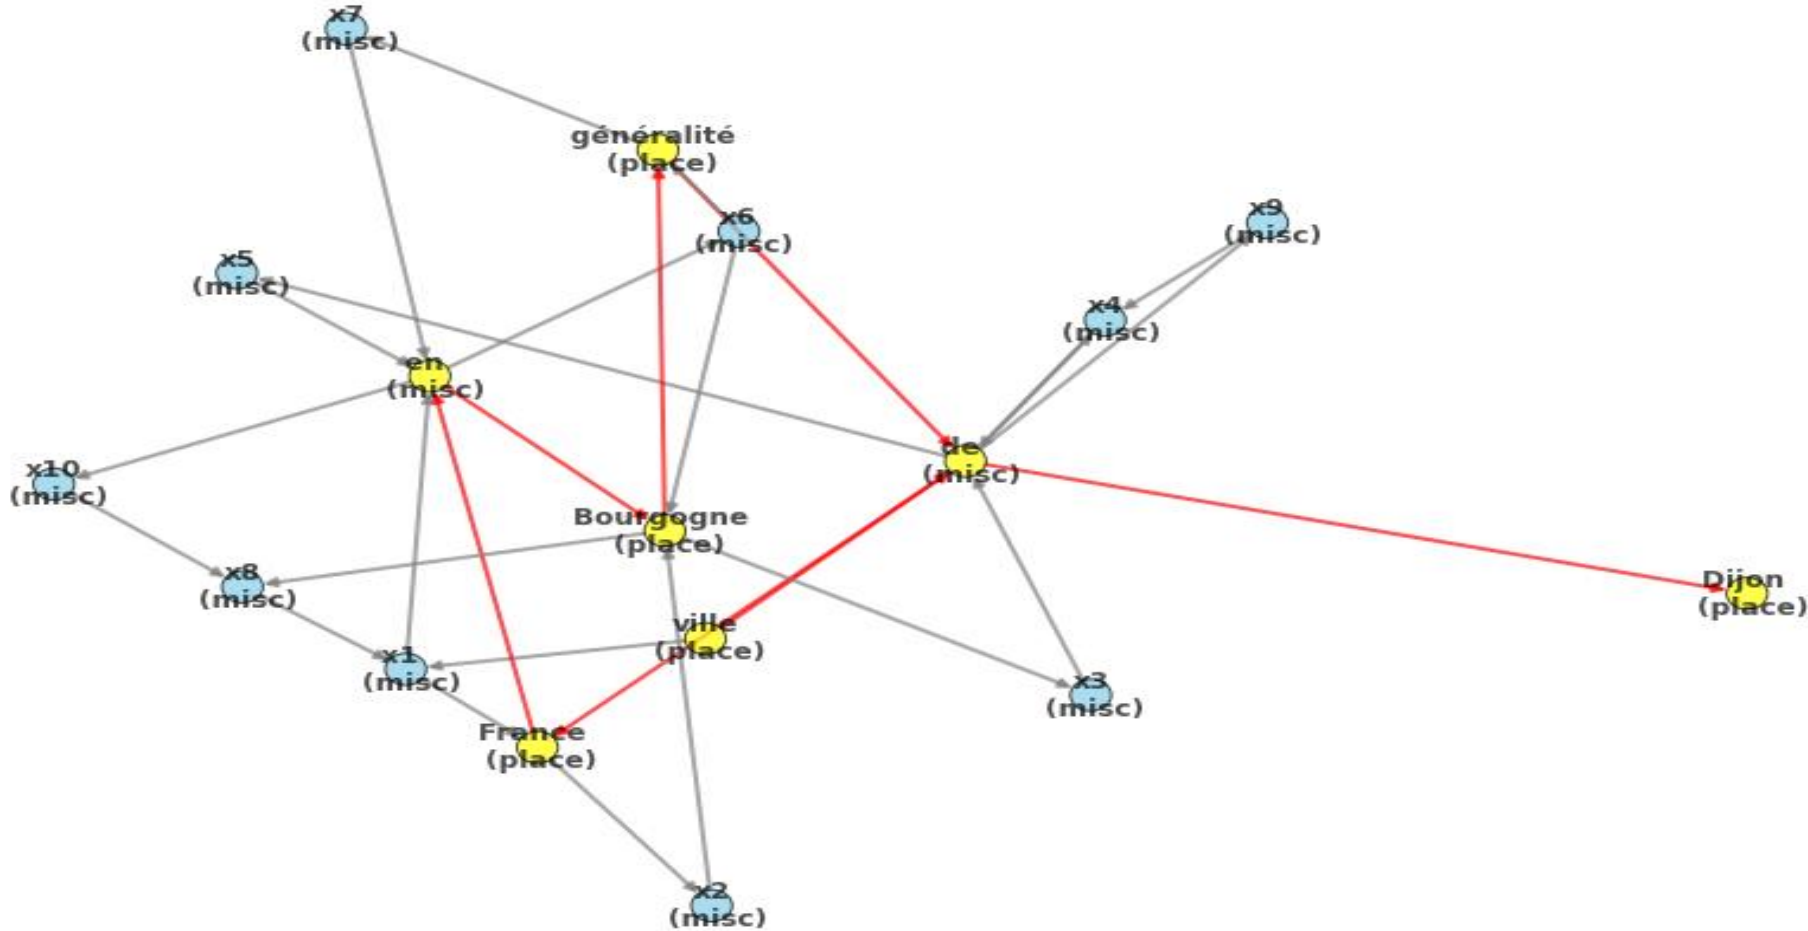 x7
(misc)
généralité
(place)
x6
(misc)
x9
(misc)
x5
(misc)
x4
(misc)
en
(misc)
de
(misc)
x10
(misc)
Bourgogne
(place)
x8
(misc)
Dijon
(place)
ville
(place)
x1
(misc)
x3
(misc)
France
(place)
x2
(misc)